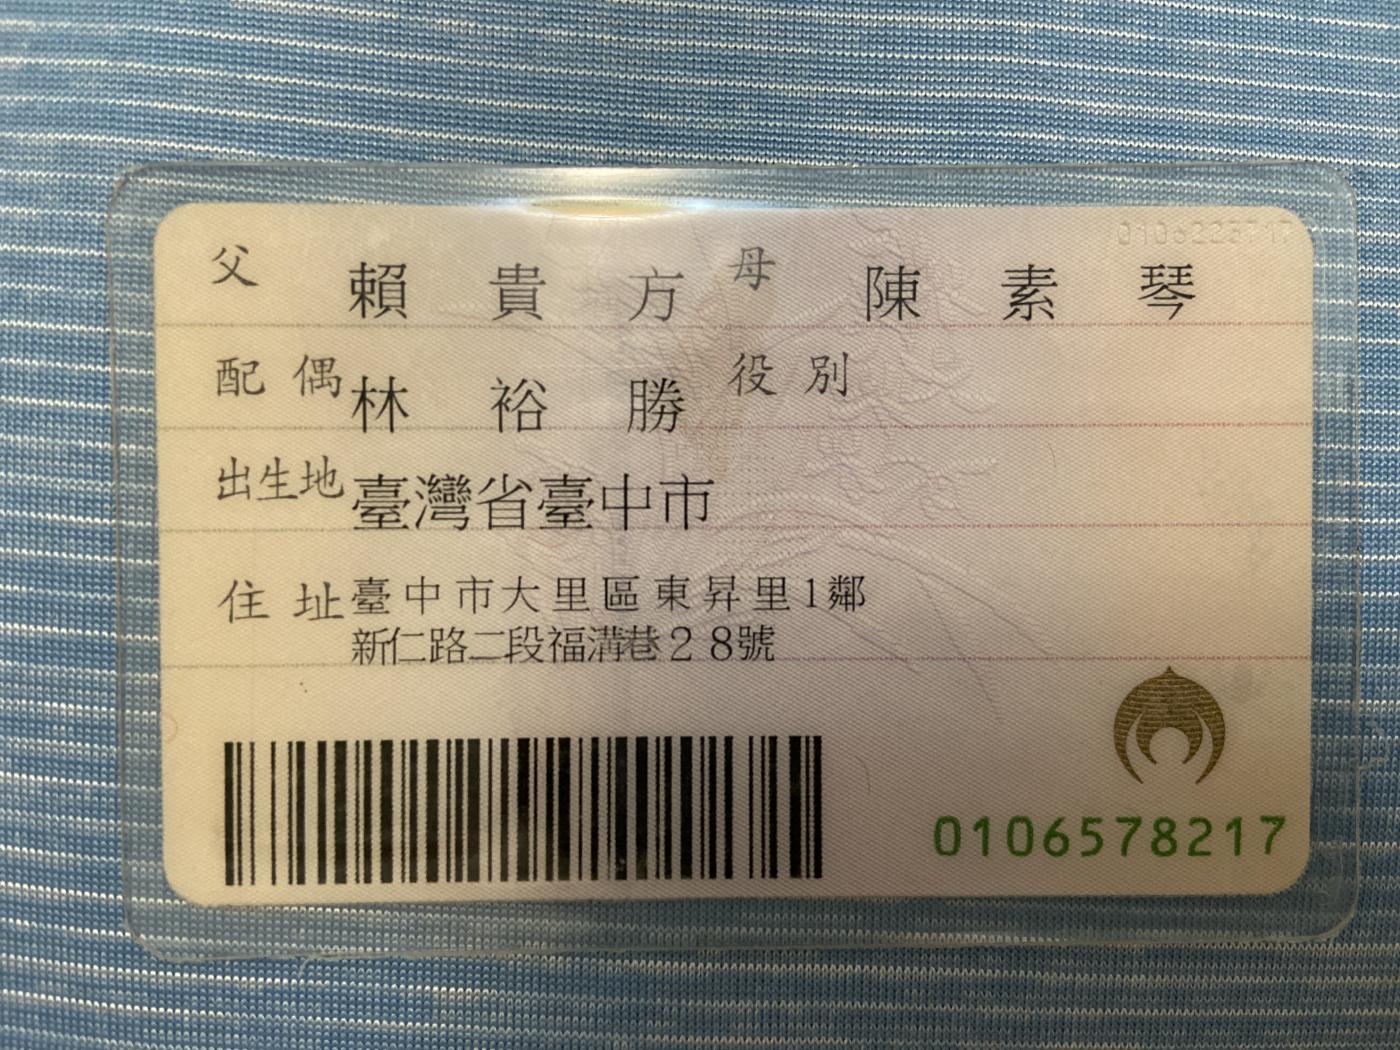 父 賴貴方 母 陳素琴
配偶 林裕勝 役別
出生地 臺灣省臺中市
住址 臺中市大里區東昇里1鄰
新仁路二段福溝巷28號
0106578217